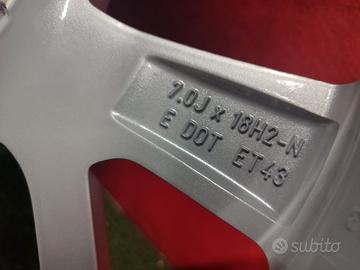 7.0J x 18H2-N
E DOT ET43
subito